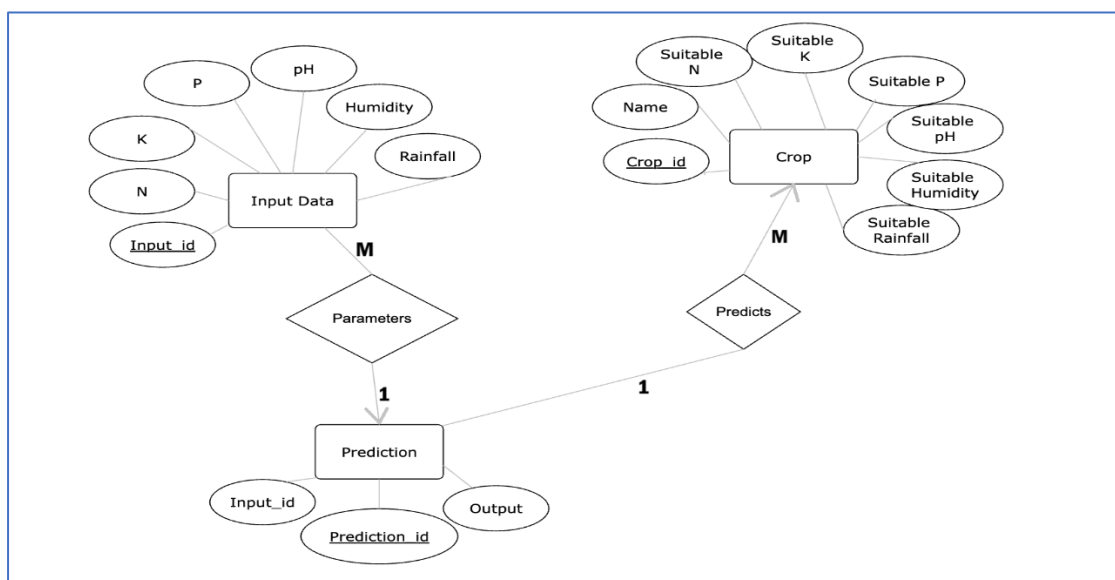 P
pH
Humidity
K
Rainfall
N
Input Data
Input_id
Suitable
N
Suitable
K
Suitable P
Name
Suitable
pH
Crop_id
Crop
Suitable
Humidity
Suitable
Rainfall
M
M
Parameters
Predicts
1
1
Prediction
Input_id
Output
Prediction_id